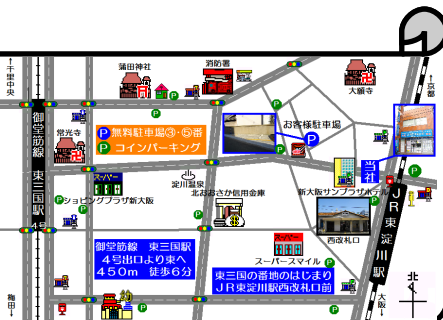 蒲田神社
消防署
大願寺
↑千里中央
↑京都
御堂筋線 東三国駅
常光寺
P 無料駐車場③・⑤番
P コインパーキング
お客様駐車場
P
当社
スーパー
ショッピングプラザ新大阪
淀川温泉
北おおさか信用金庫
新大阪サンプラザホテル
JR東淀川駅
4号
西改札口
御堂筋線 東三国駅
4号出口より東へ
450m 徒歩6分
スーパー
スーパースマイル
東三国の番地のはじまり
JR東淀川駅西改札口前
北
梅田↓
大阪↓